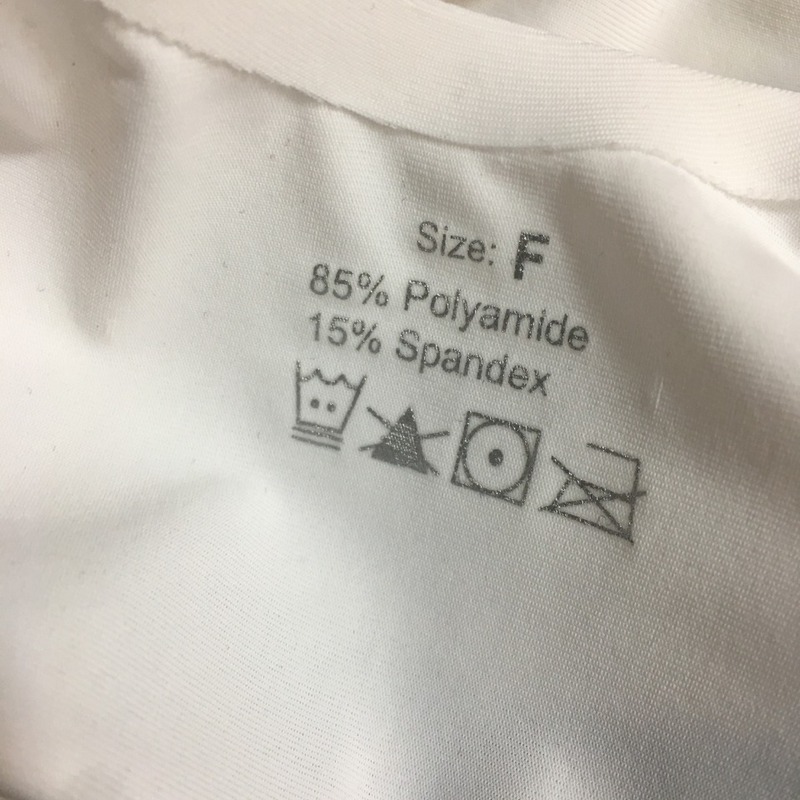 Size: F
85% Polyamide
15% Spandex